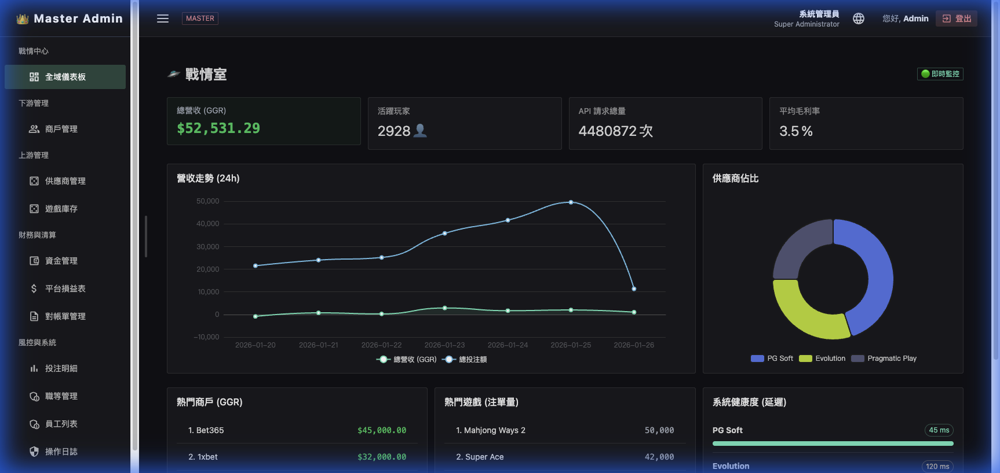 Master Admin
MASTER
系統管理員
Super Administrator
您好, Admin
登出
戰情中心
全域儀表板
下游管理
商戶管理
上游管理
供應商管理
遊戲庫存
財務與清算
資金管理
平台損益表
對帳單管理
風控與系統
投注明細
職等管理
員工列表
操作日誌
戰情室
即時監控
總營收 (GGR)
$52,531.29
活躍玩家
2928
API 請求總量
4480872 次
平均毛利率
3.5 %
營收走勢 (24h)
50,000
40,000
30,000
20,000
10,000
0
-10,000
2026-01-20
2026-01-21
2026-01-22
2026-01-23
2026-01-24
2026-01-25
2026-01-26
總營收 (GGR)
總投注額
供應商佔比
PG Soft
Evolution
Pragmatic Play
熱門商戶 (GGR)
1. Bet365 $45,000.00
2. 1xbet $32,000.00
熱門遊戲 (注單量)
1. Mahjong Ways 2 50,000
2. Super Ace 42,000
系統健康度 (延遲)
PG Soft 45 ms
Evolution 120 ms